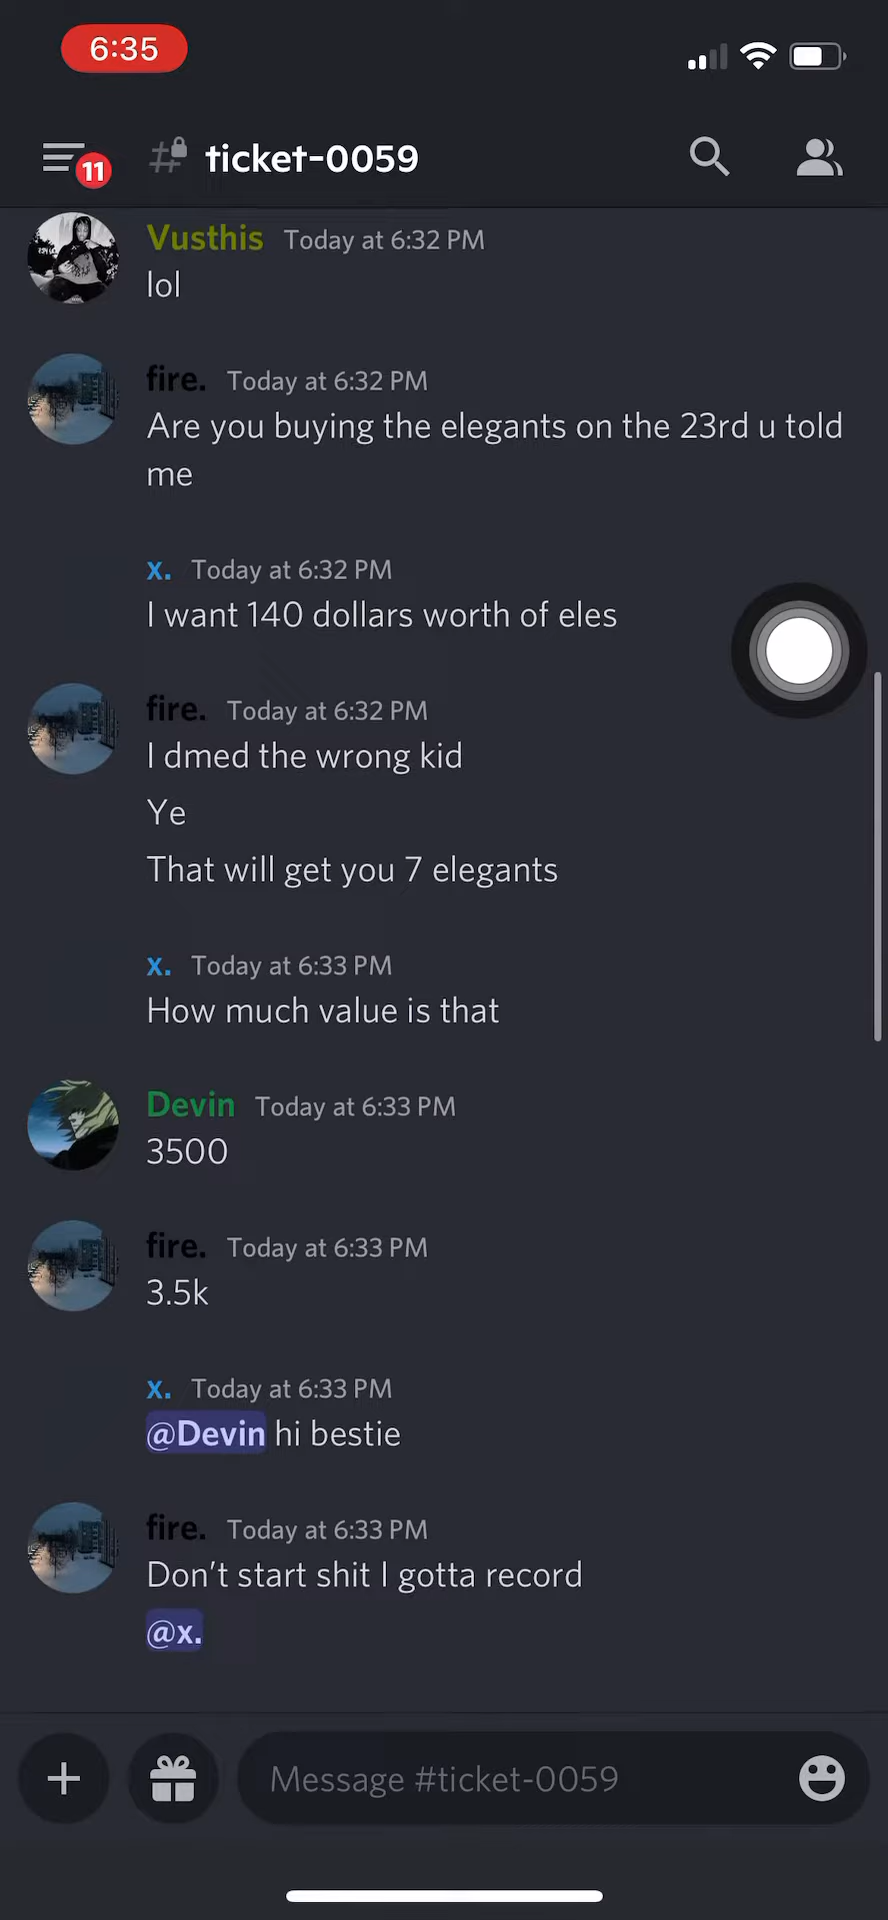 6:35
11
ticket-0059
Vusthis Today at 6:32 PM
lol
fire. Today at 6:32 PM
Are you buying the elegants on the 23rd u told
me
x. Today at 6:32 PM
I want 140 dollars worth of eles
fire. Today at 6:32 PM
I dmed the wrong kid
Ye
That will get you 7 elegants
x. Today at 6:33 PM
How much value is that
Devin Today at 6:33 PM
3500
fire. Today at 6:33 PM
3.5k
x. Today at 6:33 PM
@Devin hi bestie
fire. Today at 6:33 PM
Don't start shit I gotta record
@x.
Message #ticket-0059